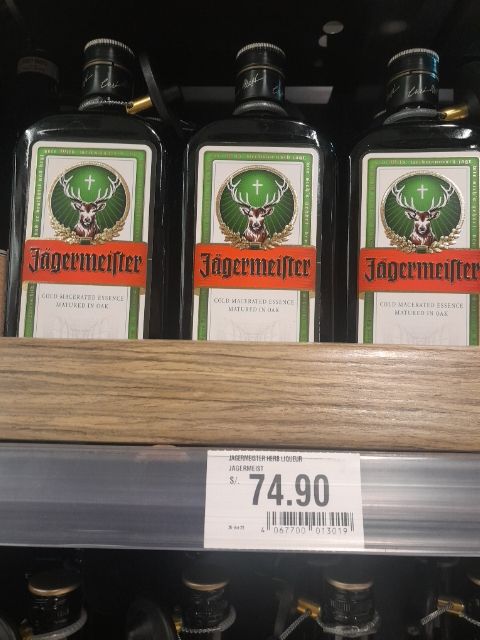 Jägermeister
COLD MACERATED ESSENCE
MATURED IN OAK
Jägermeister
COLD MACERATED ESSENCE
MATURED IN OAK
Jägermeister
COLD MACERATED ESSENCE
MATURED IN OAK
JAGERMEISTER HERB LIQUEUR
JAGERMEIST
S/. 74.90
4 067700 013019